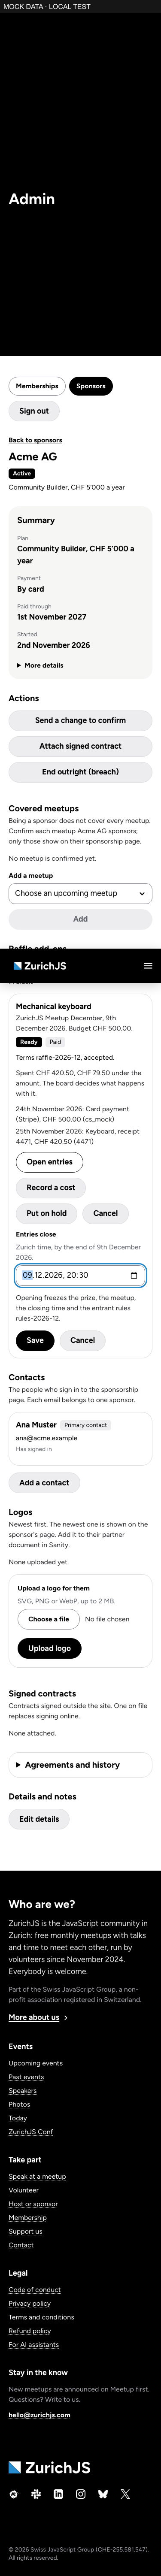 MOCK DATA · LOCAL TEST
Admin
Memberships
Sponsors
Sign out
Back to sponsors
Acme AG
Active
Community Builder, CHF 5'000 a year
Summary
Plan
Community Builder, CHF 5'000 a
year
Payment
By card
Paid through
1st November 2027
Started
2nd November 2026
More details
Actions
Send a change to confirm
Attach signed contract
End outright (breach)
Covered meetups
Being a sponsor does not cover every meetup.
Confirm each meetup Acme AG sponsors;
only those show on their sponsorship page.
No meetup is confirmed yet.
Add a meetup
Choose an upcoming meetup
Add
ZurichJS
Mechanical keyboard
ZurichJS Meetup December, 9th
December 2026. Budget CHF 500.00.
Ready
Paid
Terms raffle-2026-12, accepted.
Spent CHF 420.50, CHF 79.50 under the
amount. The board decides what happens
with it.
24th November 2026: Card payment
(Stripe), CHF 500.00 (cs_mock)
25th November 2026: Keyboard, receipt
4471, CHF 420.50 (4471)
Open entries
Record a cost
Put on hold
Cancel
Entries close
Zurich time, by the end of 9th December
2026.
09.12.2026, 20:30
Opening freezes the prize, the meetup,
the closing time and the entrant rules
rules-2026-12.
Save
Cancel
Contacts
The people who sign in to the sponsorship
page. Each email belongs to one sponsor.
Ana Muster
Primary contact
ana@acme.example
Has signed in
Add a contact
Logos
Newest first. The newest one is shown on the
sponsor's page. Add it to their partner
document in Sanity.
None uploaded yet.
Upload a logo for them
SVG, PNG or WebP, up to 2 MB.
Choose a file
No file chosen
Upload logo
Signed contracts
Contracts signed outside the site. One on file
replaces signing online.
None attached.
Agreements and history
Details and notes
Edit details
Who are we?
ZurichJS is the JavaScript community in
Zurich: free monthly meetups with talks
and time to meet each other, run by
volunteers since November 2024.
Everybody is welcome.
Part of the Swiss JavaScript Group, a non-
profit association registered in Switzerland.
More about us
Events
Upcoming events
Past events
Speakers
Photos
Today
ZurichJS Conf
Take part
Speak at a meetup
Volunteer
Host or sponsor
Membership
Support us
Contact
Legal
Code of conduct
Privacy policy
Terms and conditions
Refund policy
For AI assistants
Stay in the know
New meetups are announced on Meetup first.
Questions? Write to us.
hello@zurichjs.com
ZurichJS
© 2026 Swiss JavaScript Group (CHE-255.581.547).
All rights reserved.